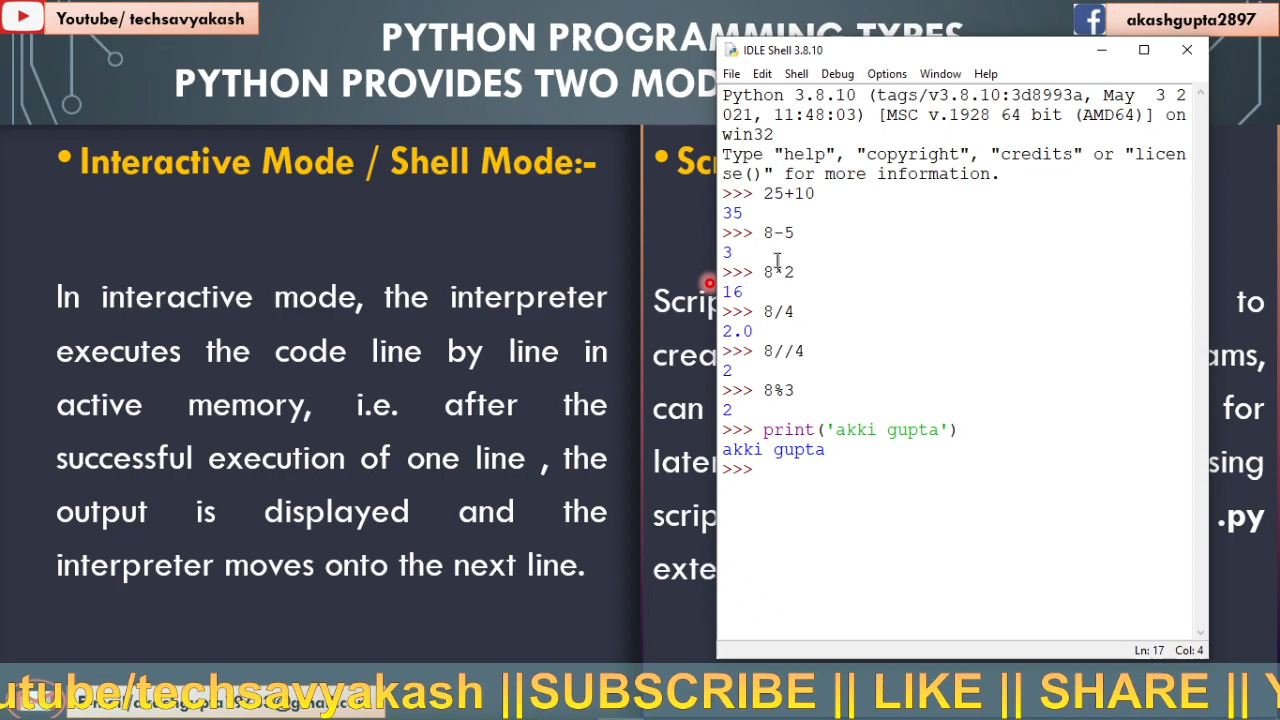 Youtube/ techsavyakash
akashgupta2897
PYTHON PROGRAMMING TYPES
PYTHON PROVIDES TWO MOD
• Interactive Mode / Shell Mode:-
In interactive mode, the interpreter
executes the code line by line in
active memory, i.e. after the
successful execution of one line , the
output is displayed and the
interpreter moves onto the next line.
• Sc
Scrip to
crea ams,
can for
late sing
scrip .py
exte
IDLE Shell 3.8.10
File Edit Shell Debug Options Window Help
Python 3.8.10 (tags/v3.8.10:3d8993a, May  3 2
021, 11:48:03) [MSC v.1928 64 bit (AMD64)] on
win32
Type "help", "copyright", "credits" or "licen
se()" for more information.
>>> 25+10
35
>>> 8-5
3
>>> 8*2
16
>>> 8/4
2.0
>>> 8//4
2
>>> 8%3
2
>>> print('akki gupta')
akki gupta
>>>
Ln: 17 Col: 4
utube/techsavyakash ||SUBSCRIBE || LIKE || SHARE || Y